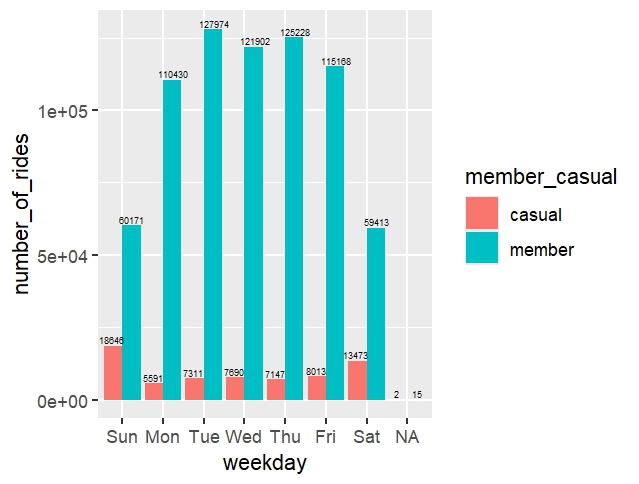 127974
125228
121902
115168
110430
1e+05
number_of_rides
member_casual
casual
member
60171
59413
5e+04
18646
13473
5591
7311
7690
7147
8013
2
15
0e+00
Sun Mon Tue Wed Thu Fri Sat NA
weekday